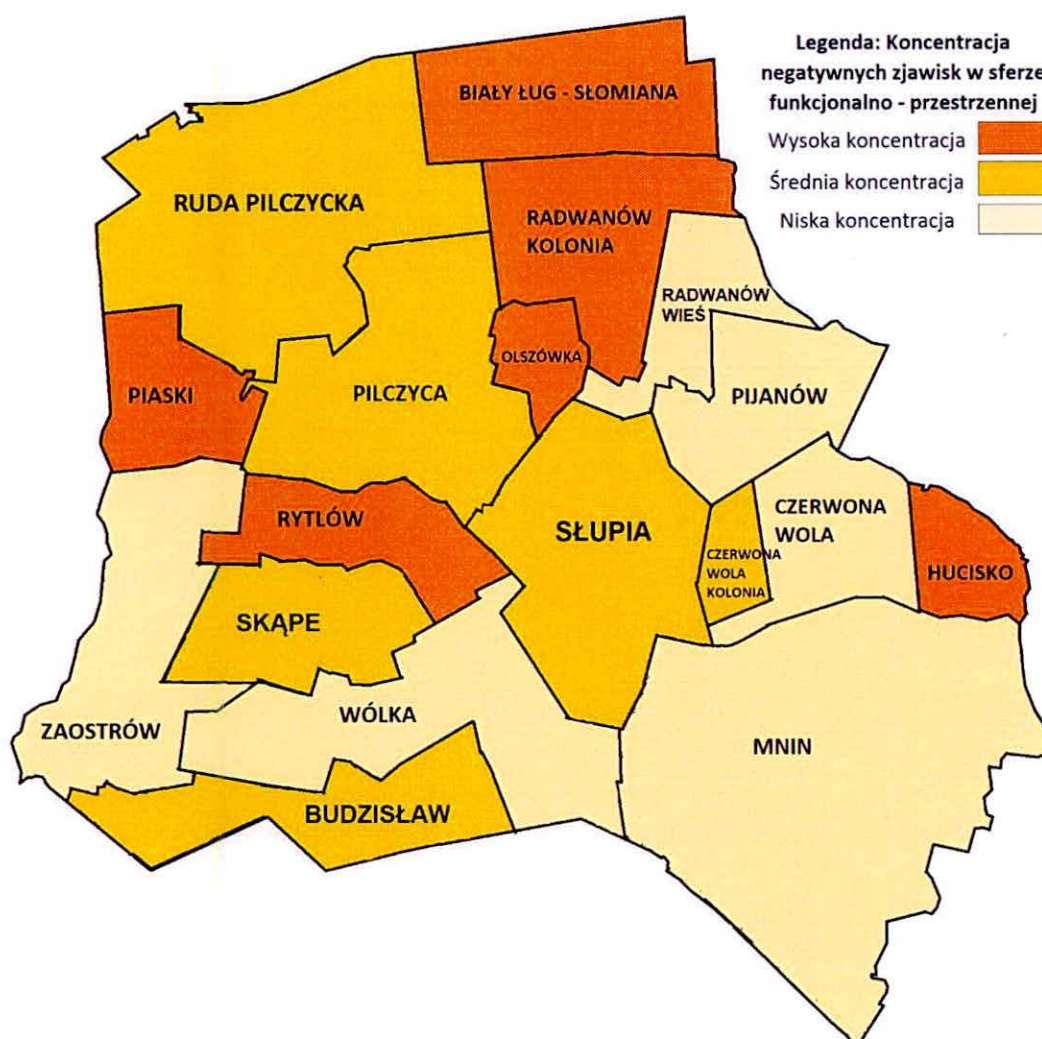 Legenda: Koncentracja
negatywnych zjawisk w sferze
funkcjonalno - przestrzennej
Wysoka koncentracja
Średnia koncentracja
Niska koncentracja
BIAŁY ŁUG - SŁOMIANA
RUDA PILCZYCKA
RADWANÓW
KOLONIA
RADWANÓW
WIEŚ
OLSZÓWKA
PIASKI
PILCZYCA
PIJANÓW
RYTLÓW
SŁUPIA
CZERWONA
WOLA
CZERWONA
WOLA
KOLONIA
HUCISKO
SKĄPE
ZAOSTRÓW
WÓLKA
MNIN
BUDZISŁAW